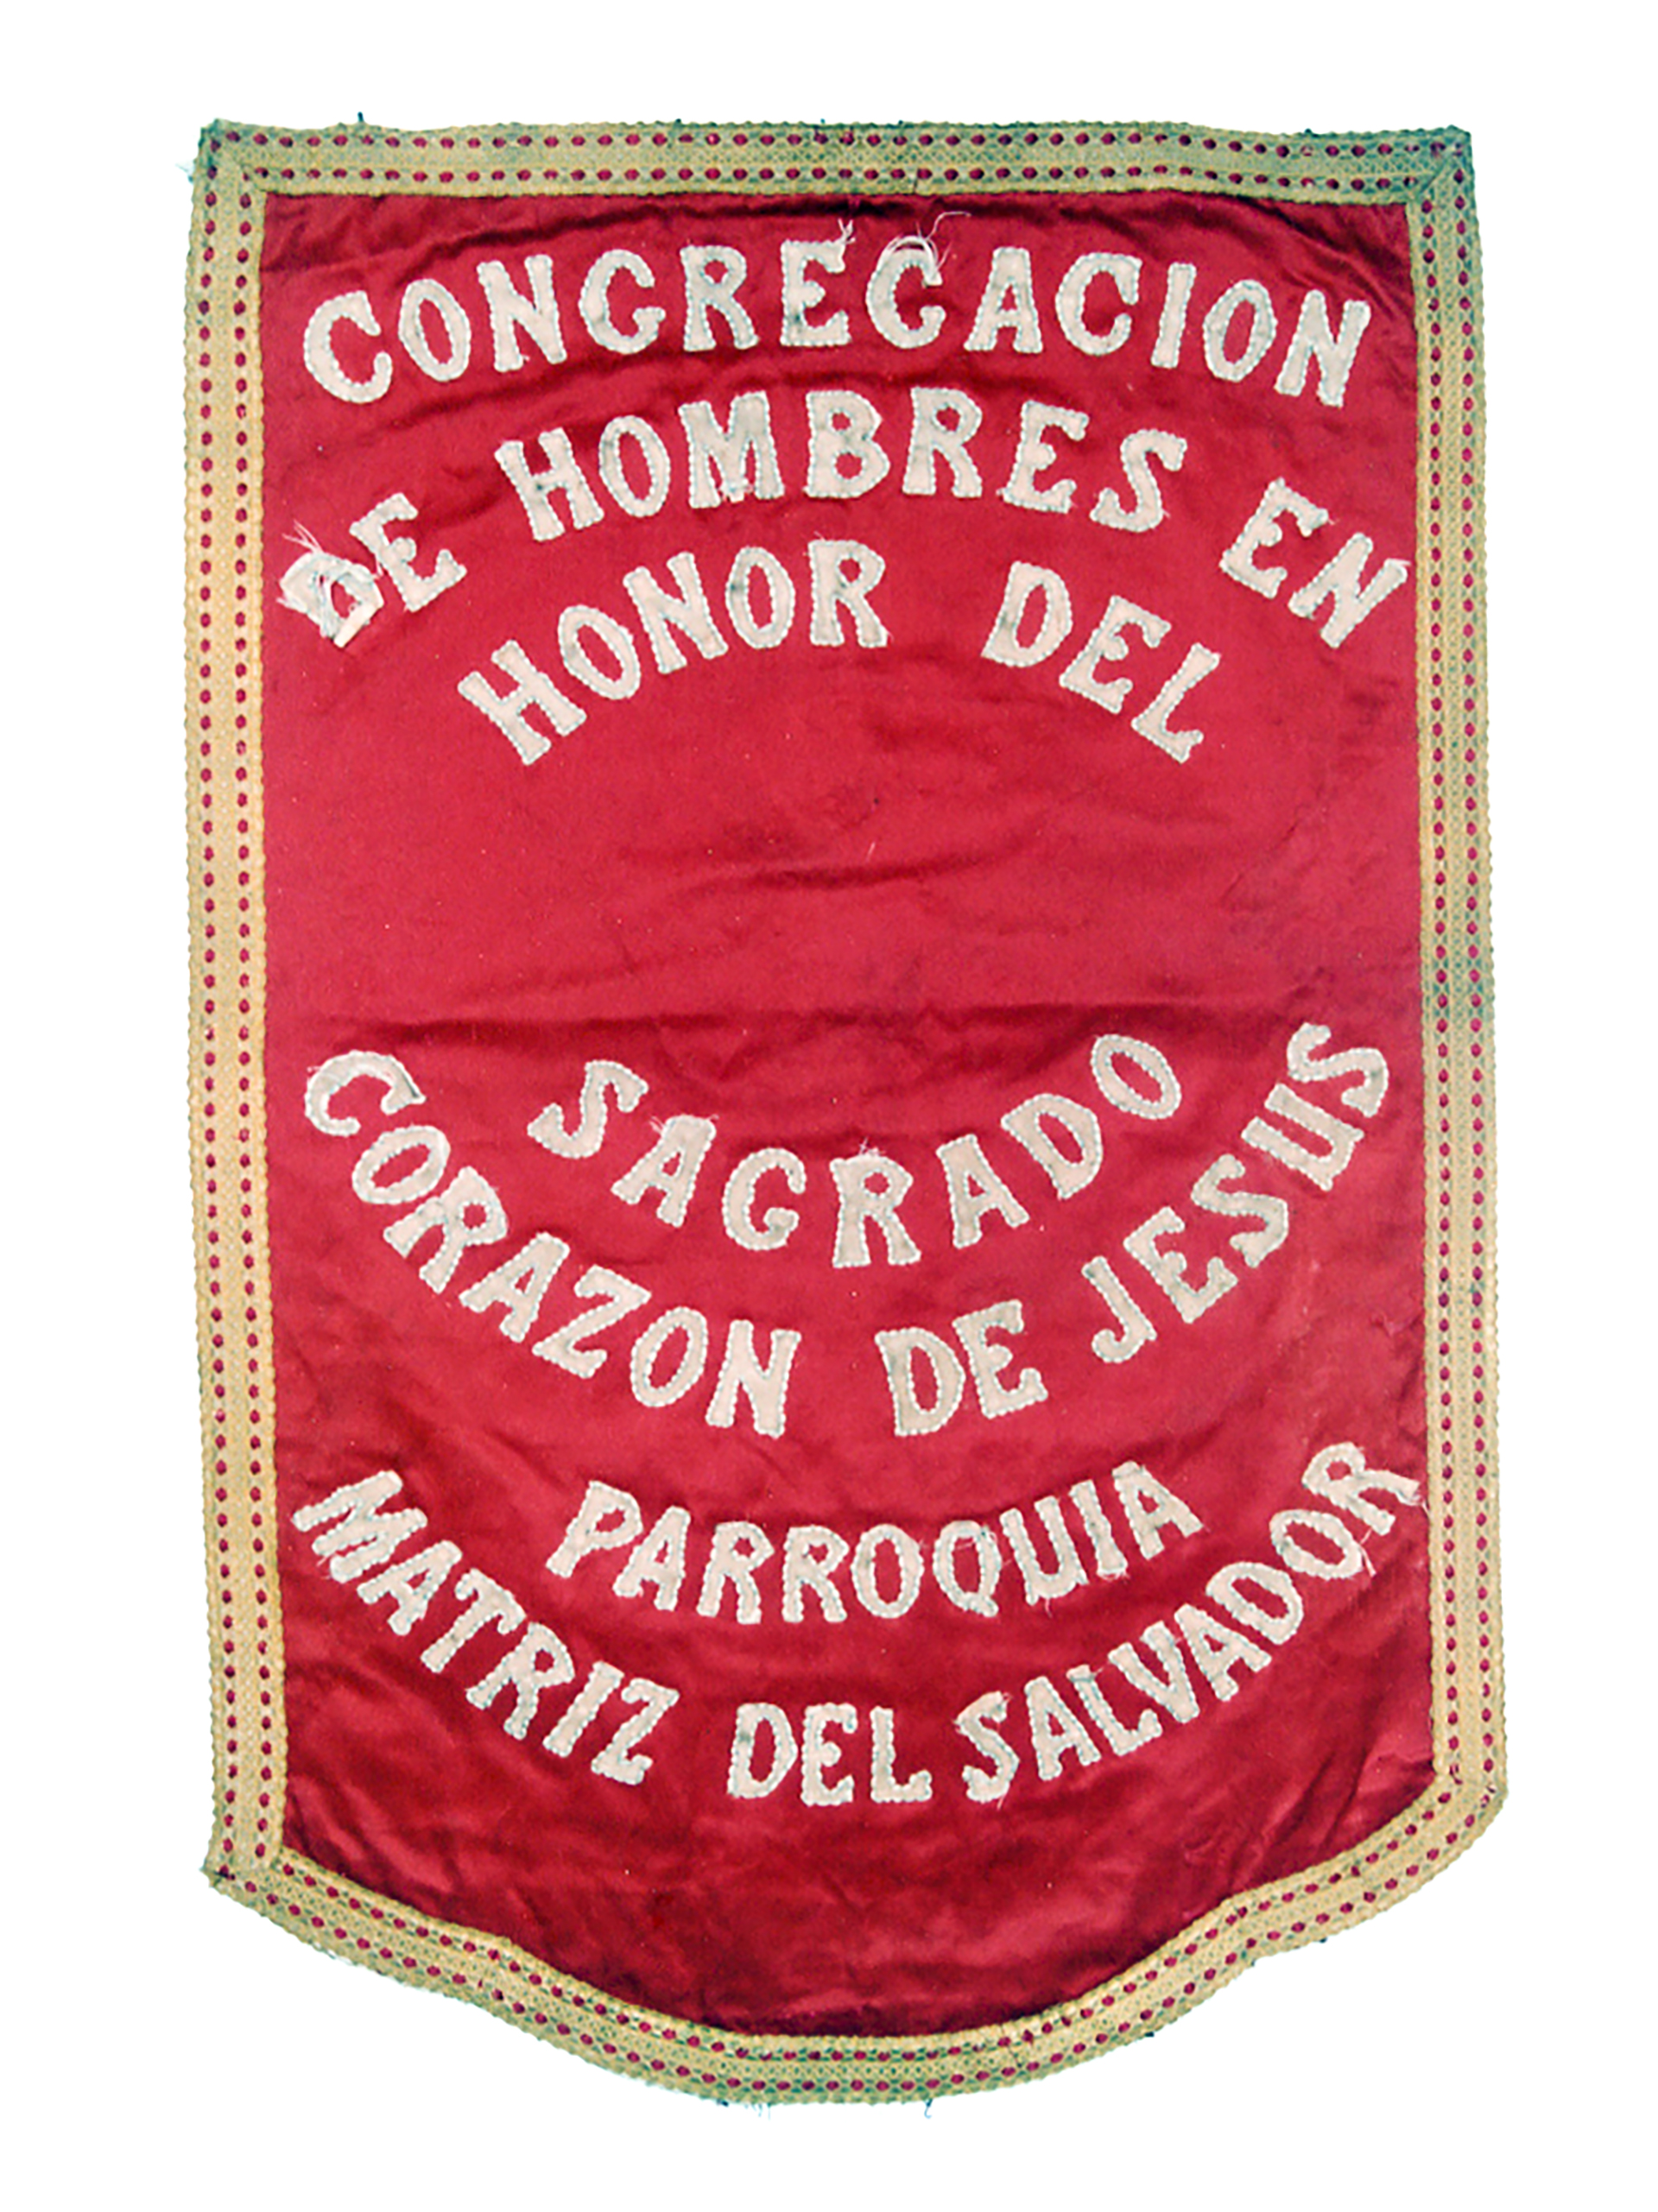 CONGREGACION
DE HOMBRES EN
HONOR DEL
SAGRADO
CORAZON DE JESUS
PARROQUIA
MATRIZ DEL SALVADOR